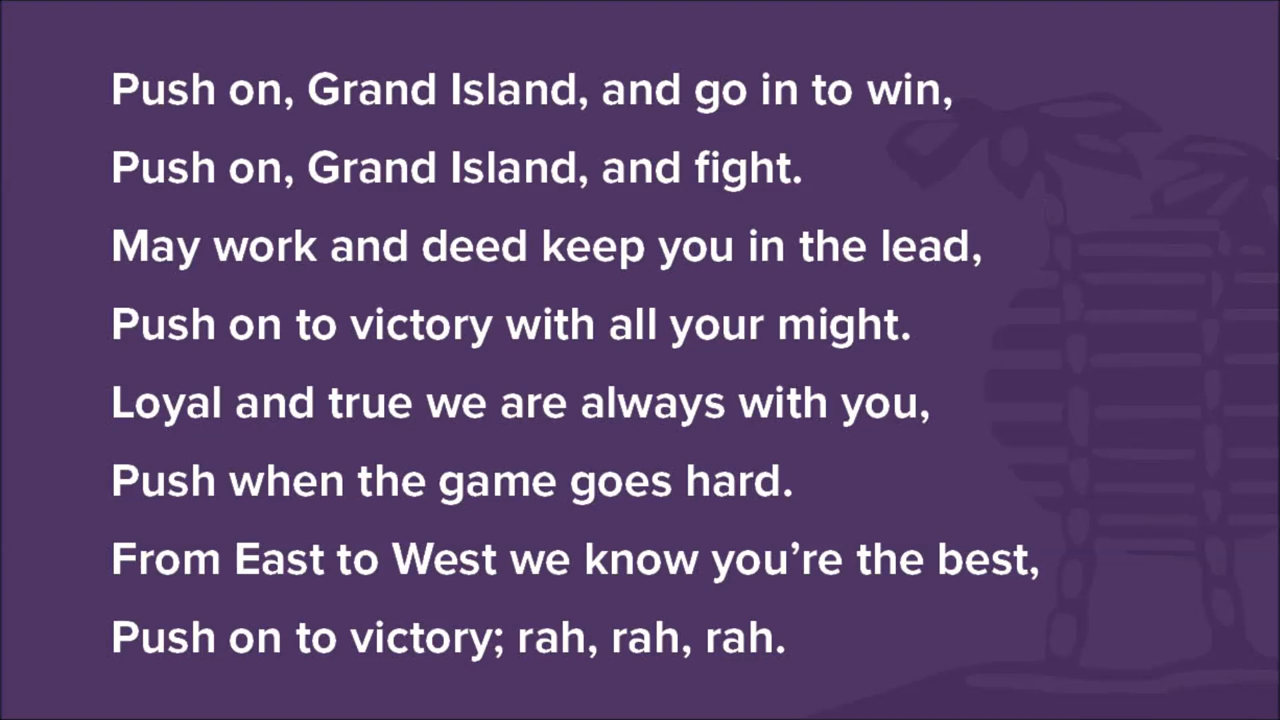 Push on, Grand Island, and go in to win,
Push on, Grand Island, and fight.
May work and deed keep you in the lead,
Push on to victory with all your might.
Loyal and true we are always with you,
Push when the game goes hard.
From East to West we know you’re the best,
Push on to victory; rah, rah, rah.